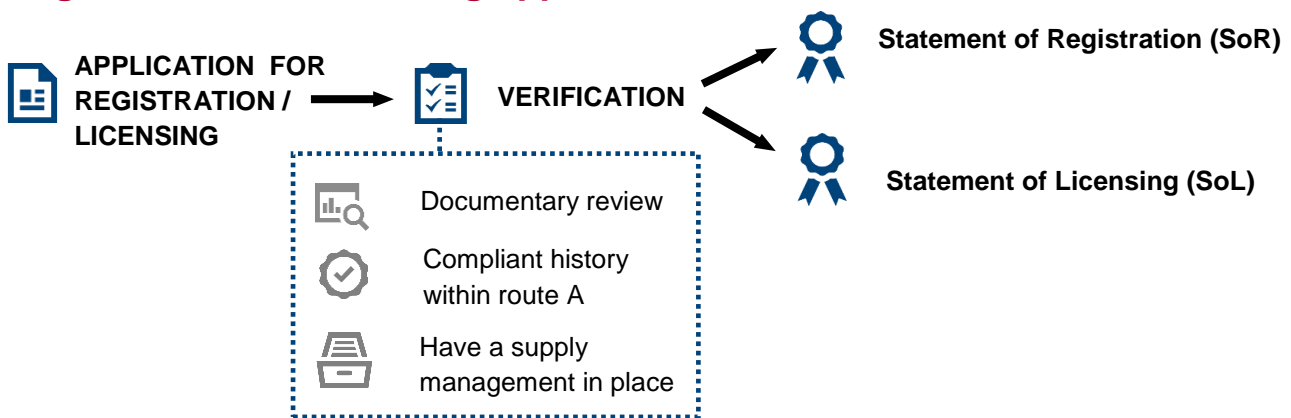 APPLICATION FOR
REGISTRATION /
LICENSING
VERIFICATION
Statement of Registration (SoR)
Statement of Licensing (SoL)
Documentary review
Compliant history
within route A
Have a supply
management in place